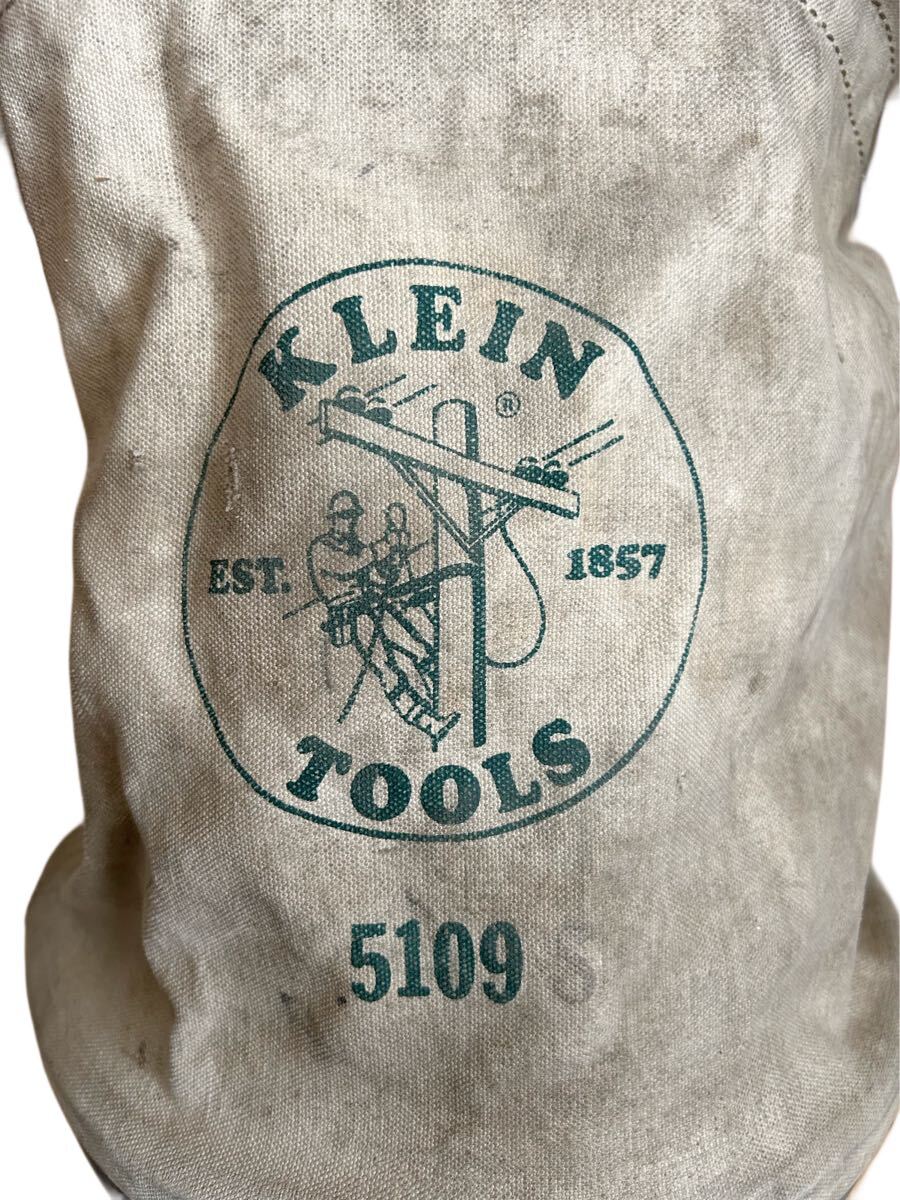 KLEIN
®
EST. 1857
TOOLS
5109 S